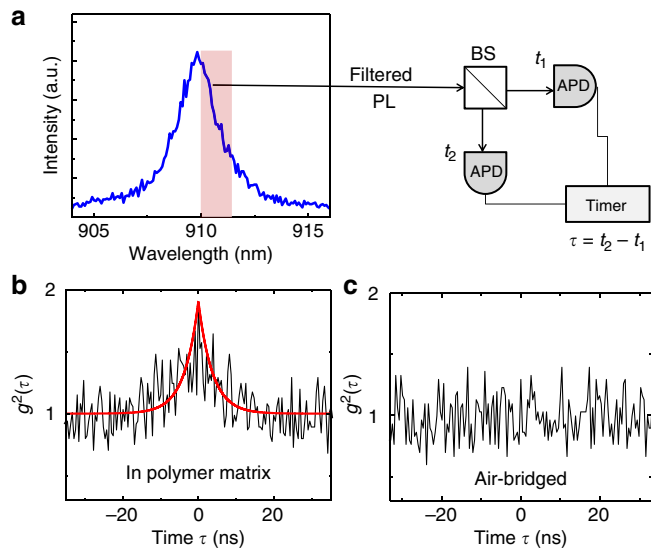 a
Intensity (a.u.)
905
910
915
Wavelength (nm)
Filtered
PL
BS
t1
APD
t2
APD
Timer
τ = t2 – t1
b
2
1
g2(τ)
In polymer matrix
–20
0
20
Time τ (ns)
c
2
1
g2(τ)
Air-bridged
–20
0
20
Time τ (ns)